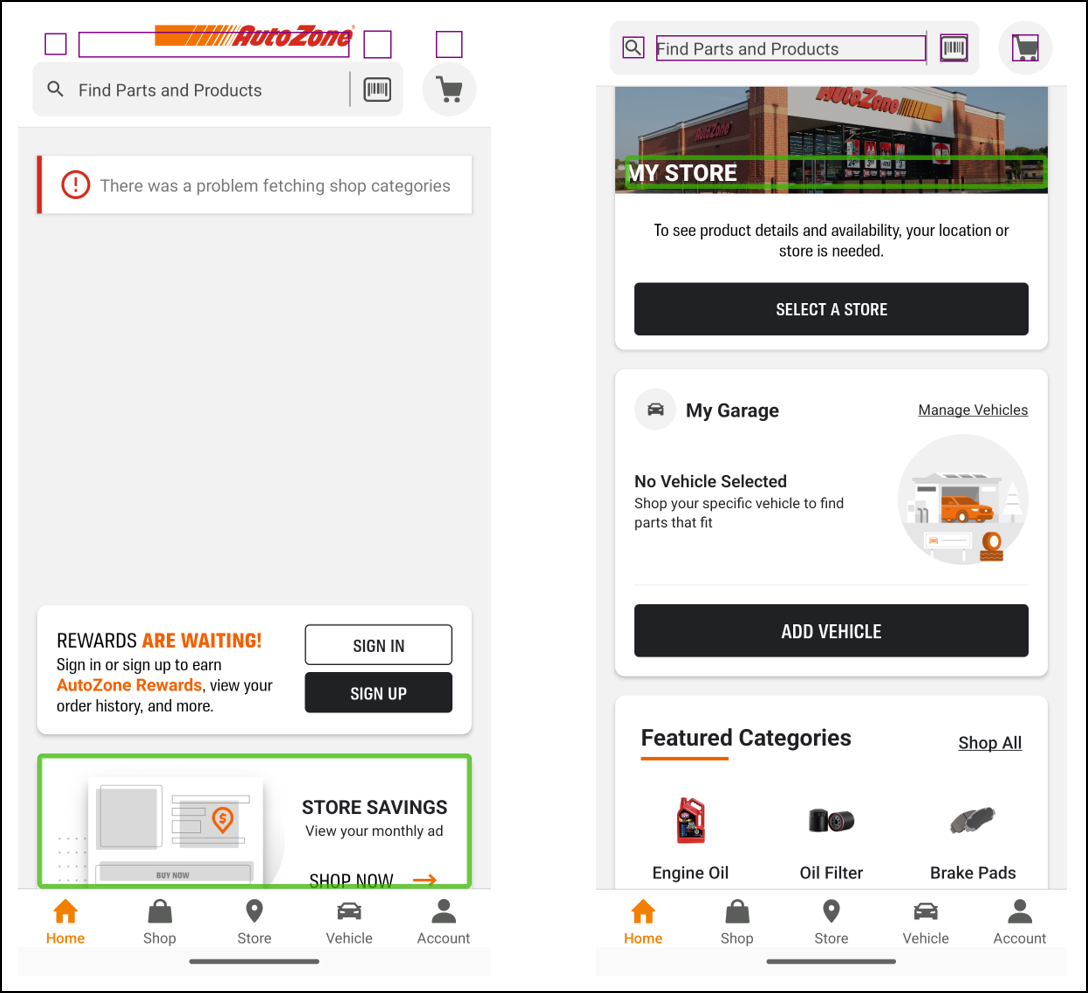 AutoZone
Find Parts and Products
There was a problem fetching shop categories
REWARDS ARE WAITING!
Sign in or sign up to earn
AutoZone Rewards, view your
order history, and more.
SIGN IN
SIGN UP
STORE SAVINGS
View your monthly ad
$
BUY NOW
SHOP NOW
Home
Shop
Store
Vehicle
Account
Find Parts and Products
AutoZone
AutoZone
MY STORE
To see product details and availability, your location or
store is needed.
SELECT A STORE
My Garage
Manage Vehicles
No Vehicle Selected
Shop your specific vehicle to find
parts that fit
ADD VEHICLE
Featured Categories
Shop All
Engine Oil
Oil Filter
Brake Pads
Home
Shop
Store
Vehicle
Account